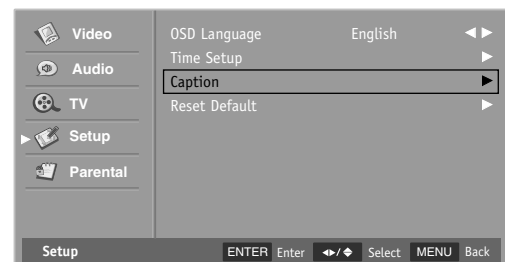 Video
Audio
TV
Setup
Parental
OSD Language English
Time Setup
Caption
Reset Default
Setup ENTER Enter Select MENU Back